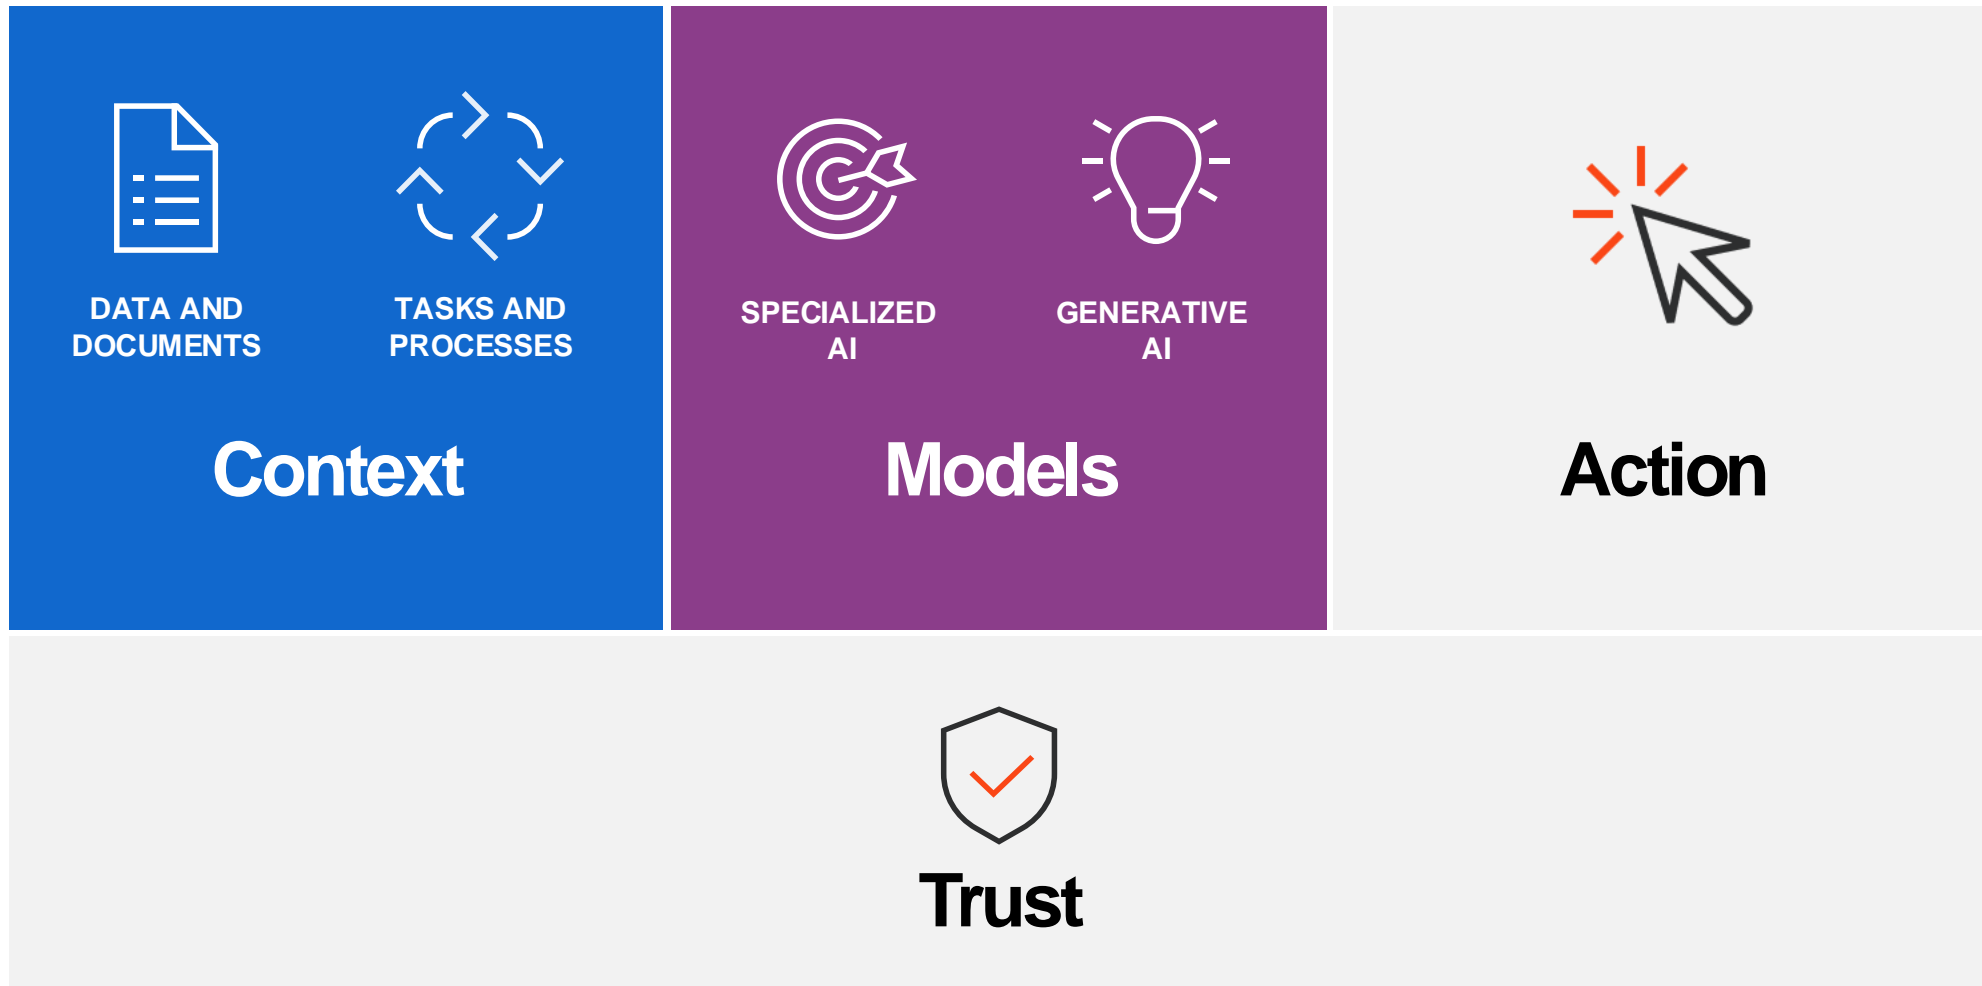 DATA AND
DOCUMENTS
TASKS AND
PROCESSES
Context
SPECIALIZED
AI
GENERATIVE
AI
Models
Action
Trust